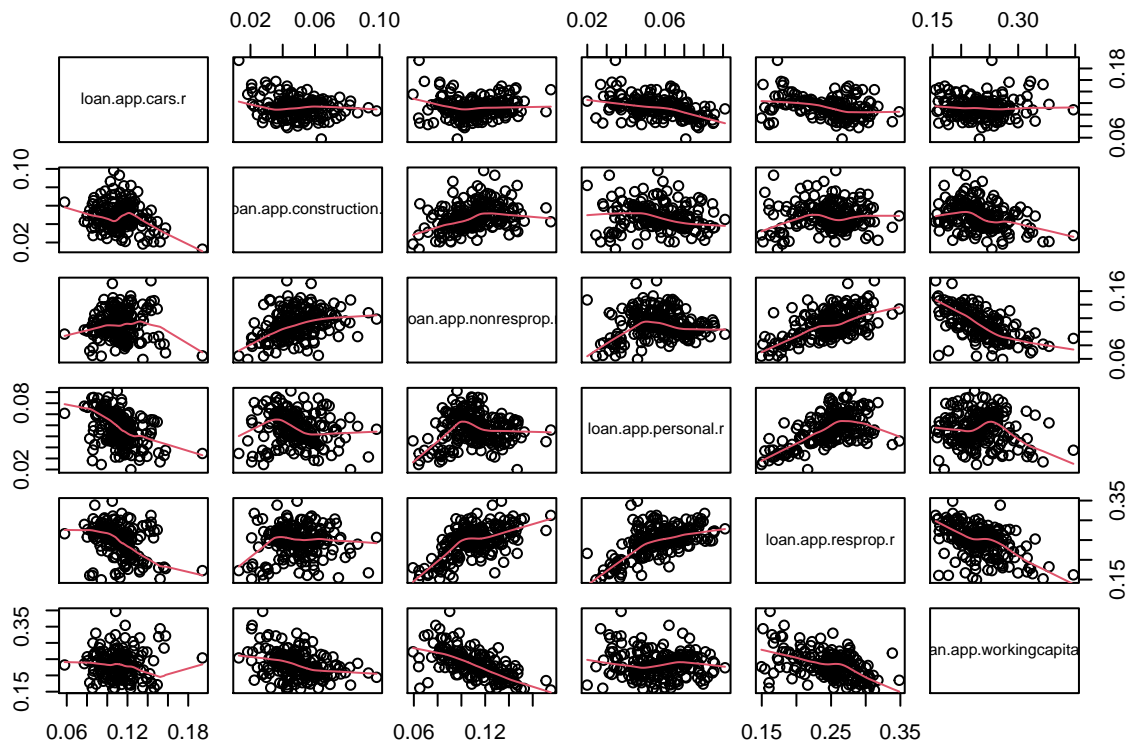 0.02 0.06 0.10 0.02 0.06 0.15 0.30
loan.app.cars.r
0.06 0.18
0.02 0.10
oan.app.construction.
oan.app.nonresprop.
0.06 0.16
0.02 0.08
loan.app.personal.r
loan.app.resprop.r
0.15 0.35
0.15 0.35
an.app.workingcapita
0.06 0.12 0.18 0.06 0.12 0.15 0.25 0.35